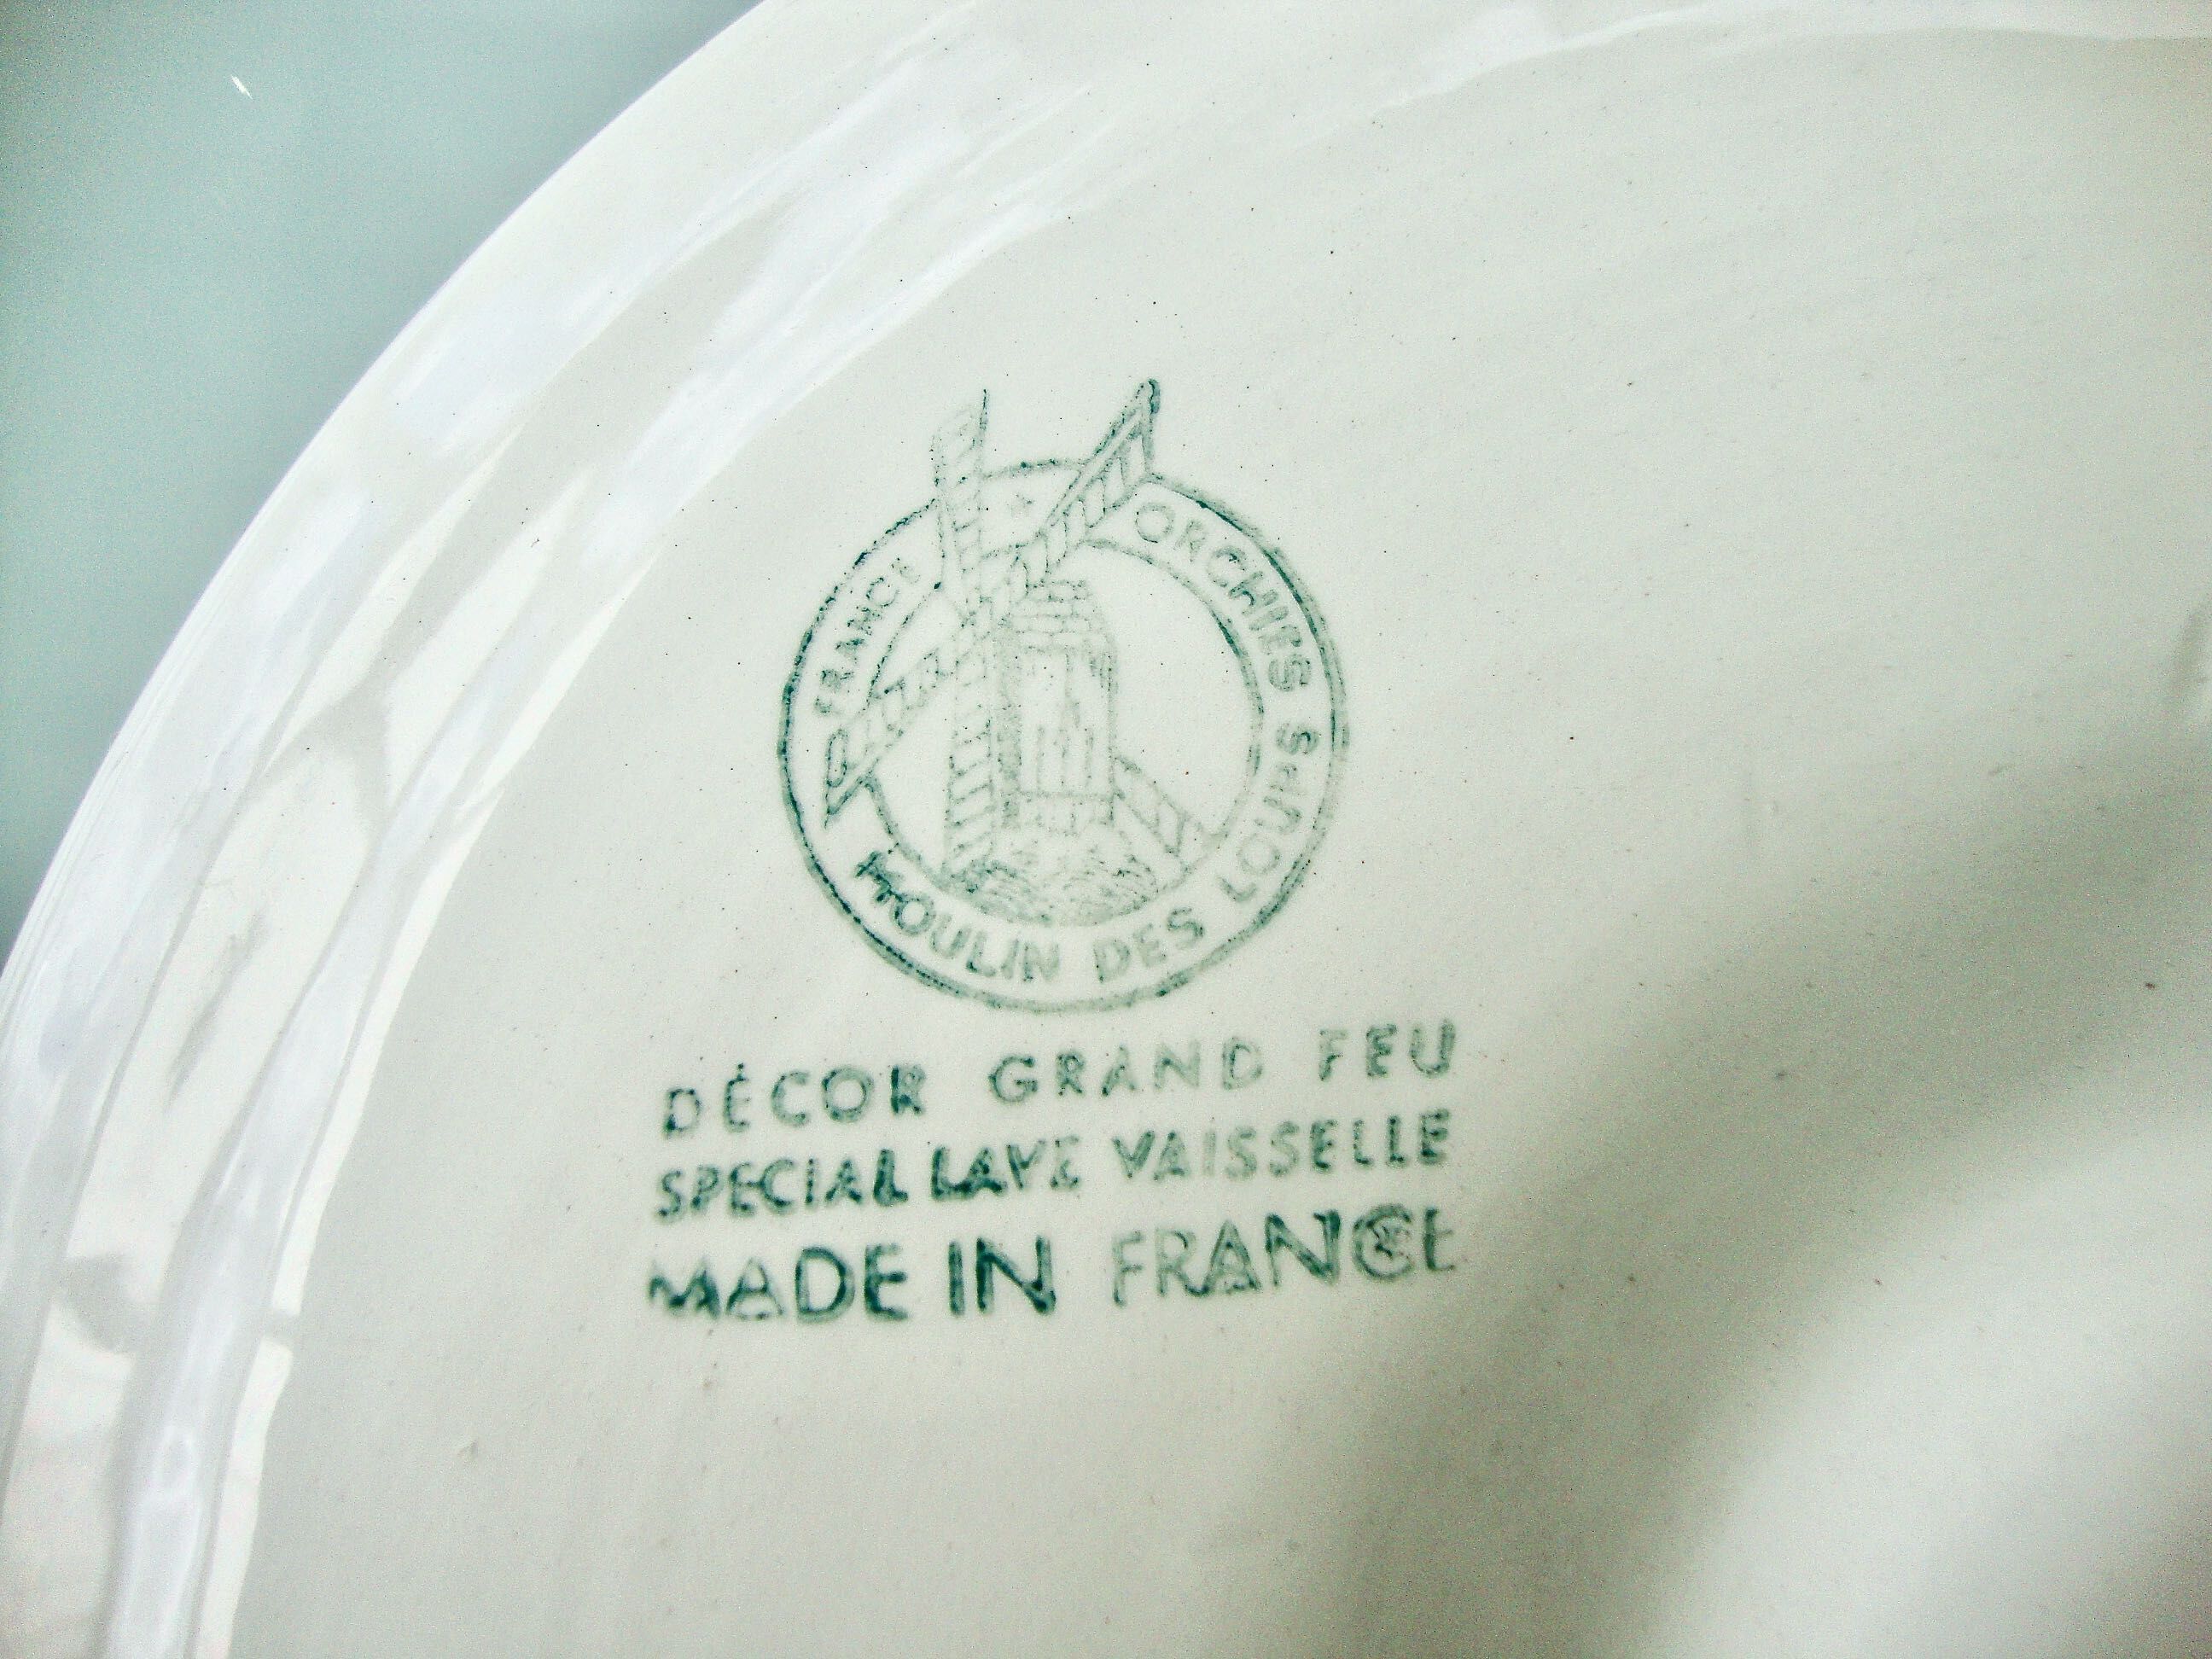 FRANCE
ORCHIES
MOULIN DES LOUPS
DÉCOR GRAND FEU
SPECIAL LAVE VAISSELLE
MADE IN FRANCE